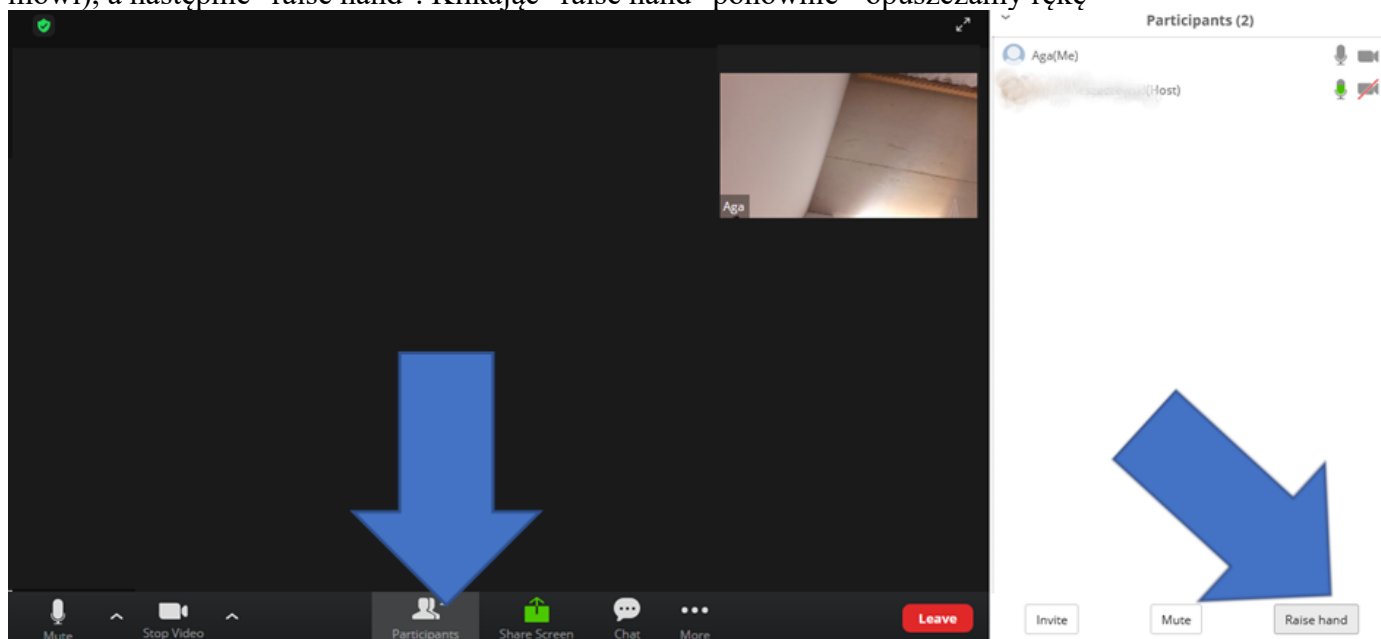 mówi), a następnie "raise hand". Klikając "raise hand" ponownie - opuszczamy rękę
Participants (2)
Aga(Me)
(Host)
Aga
Mute
Stop Video
Participants
Share Screen
Chat
More
Leave
Invite
Mute
Raise hand